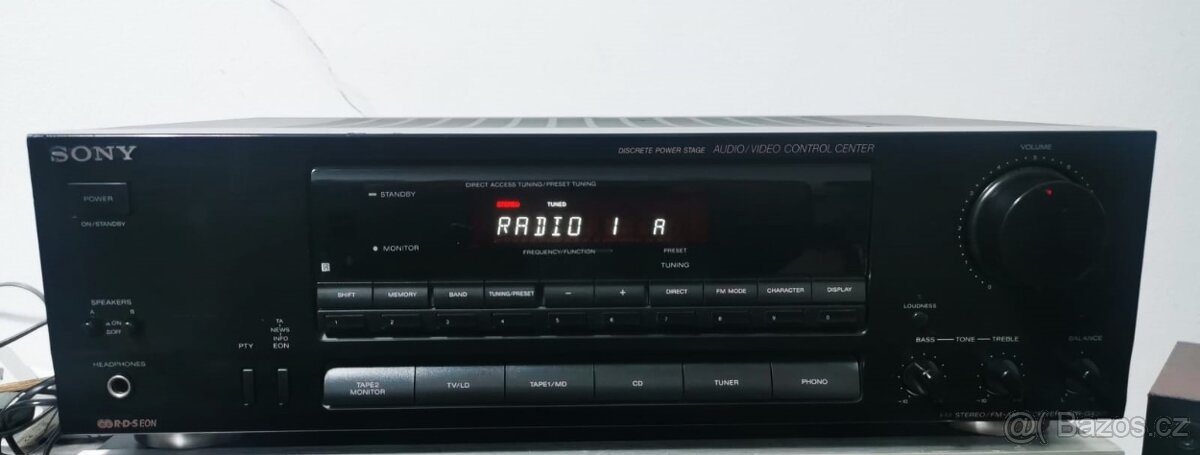 SONY
DISCRETE POWER STAGE AUDIO/VIDEO CONTROL CENTER
VOLUME
POWER
ON/STANDBY
STANDBY
DIRECT ACCESS TUNING/PRESET TUNING
STEREO TUNED
RADIO 1 A
MONITOR
FREQUENCY/FUNCTION
PRESET
TUNING
SHIFT MEMORY BAND TUNING/PRESET − + DIRECT FM MODE CHARACTER DISPLAY
1 2 3 4 5 6 7 8 9 0
SPEAKERS
A B
ON
OFF
LOUDNESS
TA
NEWS
INFO
PTY EON
BASS TONE TREBLE
BALANCE
HEADPHONES
TAPE2 MONITOR TV/LD TAPE1/MD CD TUNER PHONO
R·D·S EON
Bazos.cz